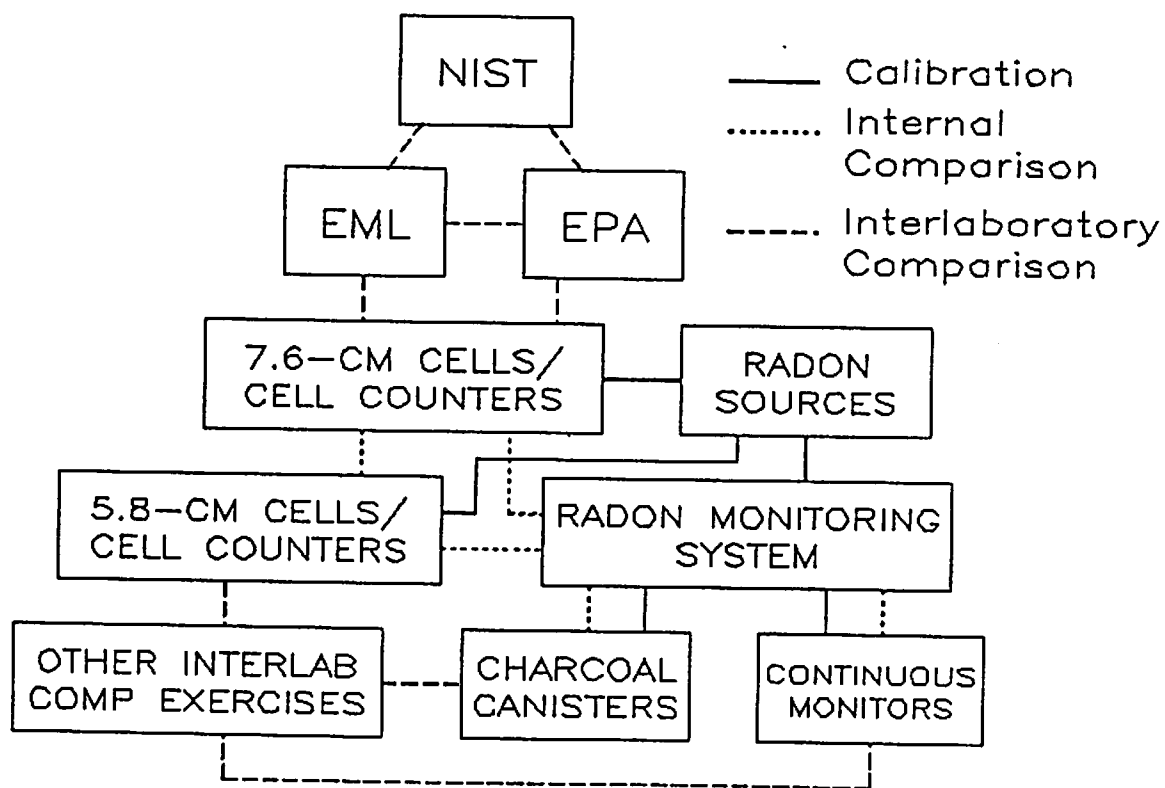 NIST
Calibration
Internal
Comparison
EML
EPA
Interlaboratory
Comparison
7.6-CM CELLS/
CELL COUNTERS
RADON
SOURCES
5.8-CM CELLS/
CELL COUNTERS
RADON MONITORING
SYSTEM
OTHER INTERLAB
COMP EXERCISES
CHARCOAL
CANISTERS
CONTINUOUS
MONITORS